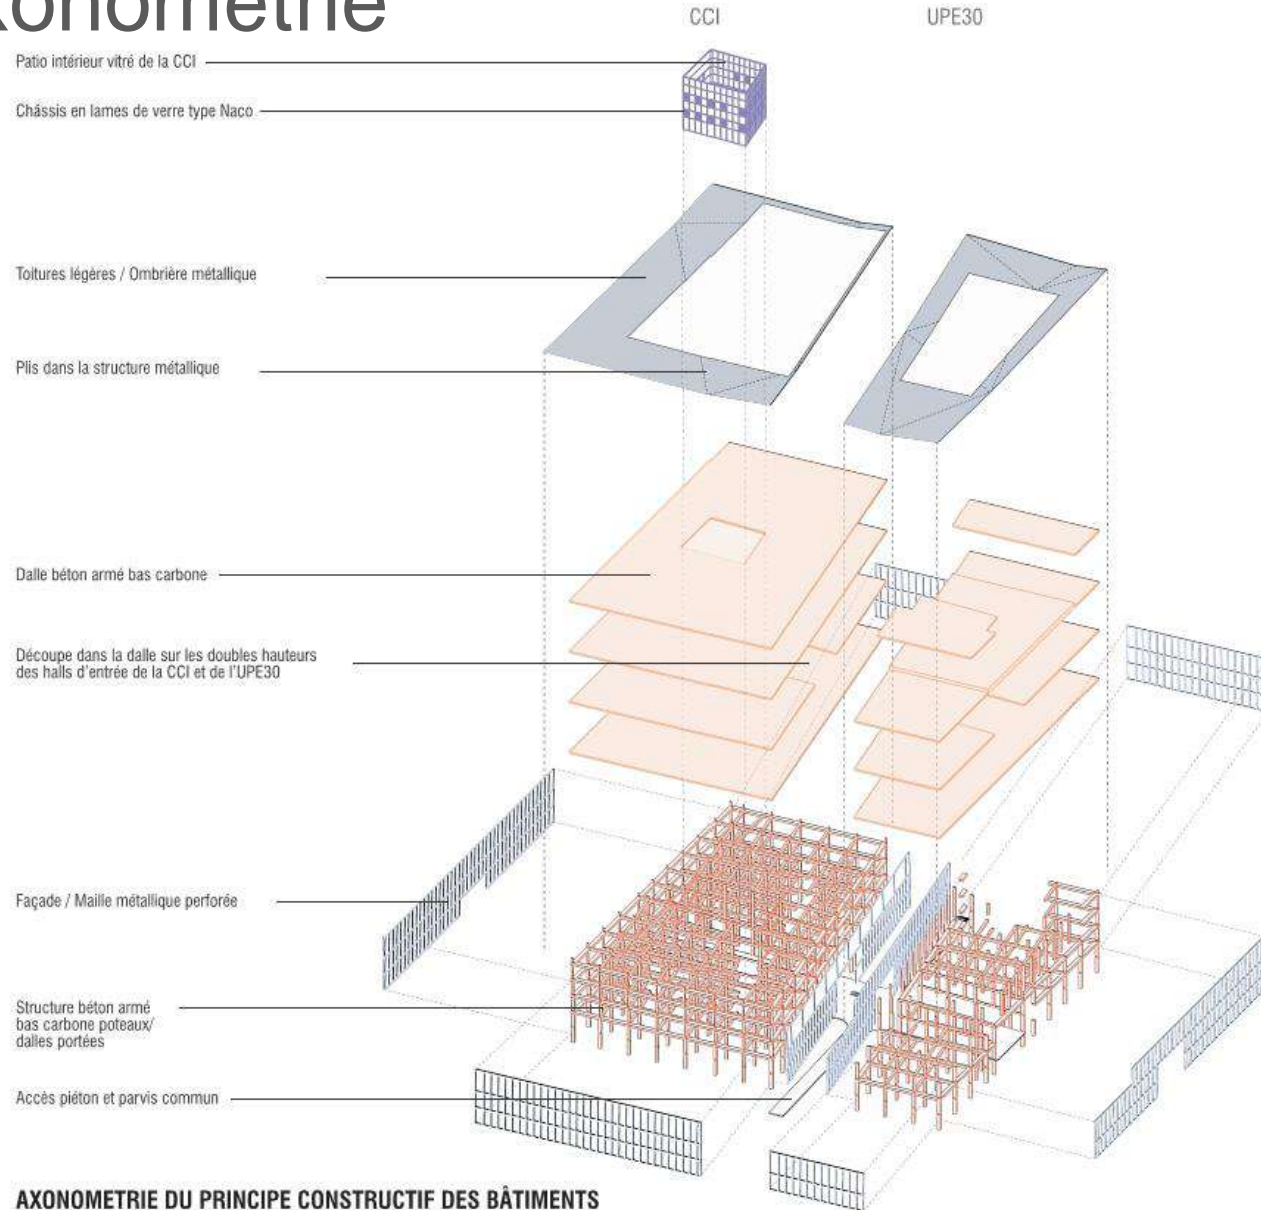 xonométrie
CCI
UPE30
Patio intérieur vitré de la CCI
Châssis en lames de verre type Naco
Toitures légères / Ombrière métallique
Plis dans la structure métallique
Dalle béton armé bas carbone
Découpe dans la dalle sur les doubles hauteurs
des halls d'entrée de la CCI et de l'UPE30
Façade / Maille métallique perforée
Structure béton armé
bas carbone poteaux/
dalles portées
Accès piéton et parvis commun
AXONOMETRIE DU PRINCIPE CONSTRUCTIF DES BÂTIMENTS